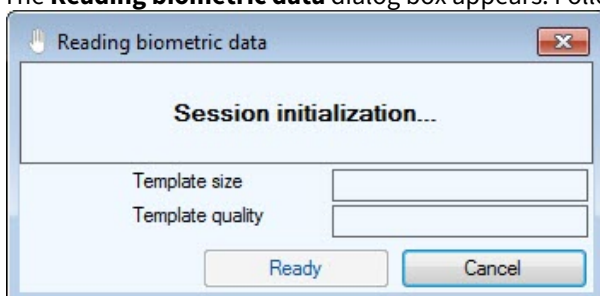 The Reading biometric data dialog box appears. Follo
Reading biometric data
Session initialization...
Template size
Template quality
Ready Cancel